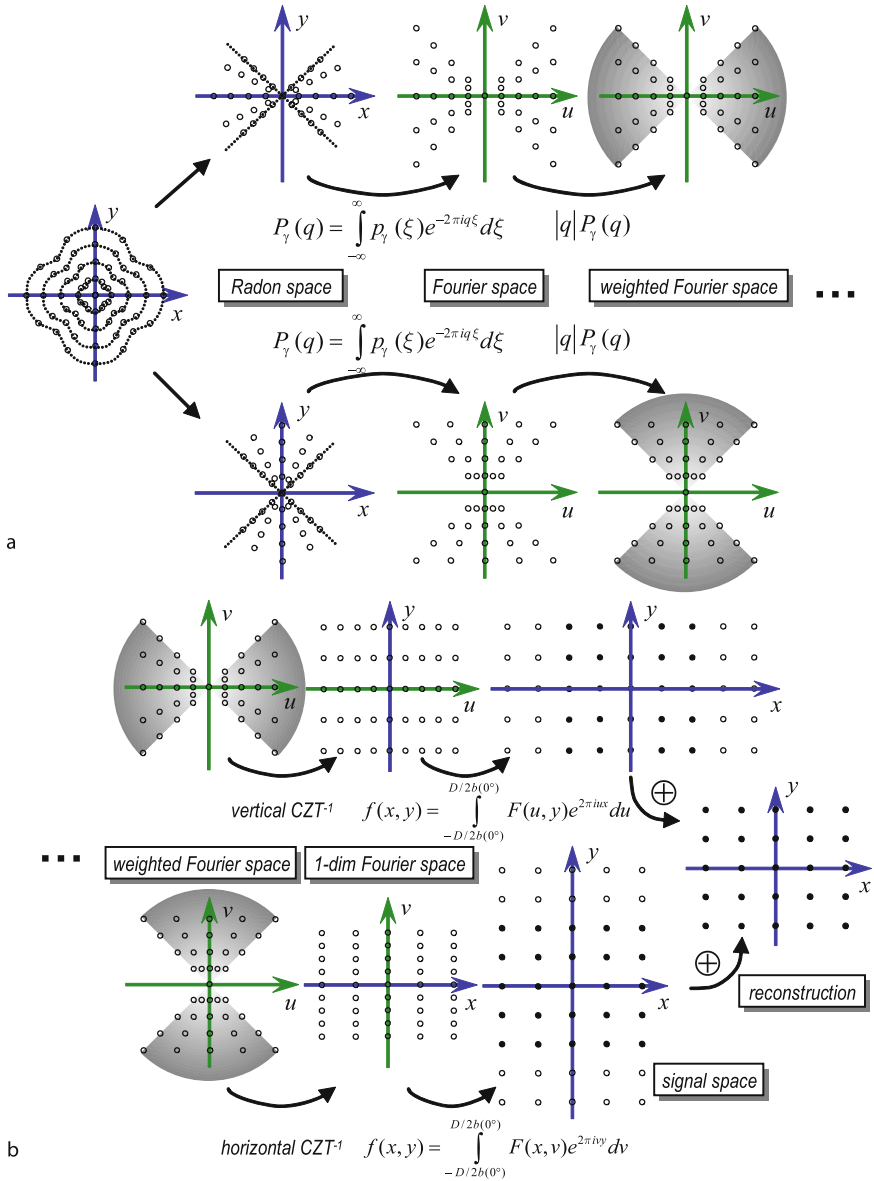 y v v
x u u
y
x
P_γ(q) = ∫_{-∞}^{∞} p_γ(ξ)e^{-2πiqξ}dξ |q|P_γ(q)
Radon space Fourier space weighted Fourier space ...
P_γ(q) = ∫_{-∞}^{∞} p_γ(ξ)e^{-2πiqξ}dξ |q|P_γ(q)
y v v
x u u
a
v y y
u u x
vertical CZT^{-1} f(x,y) = ∫_{-D/2b(0°)}^{D/2b(0°)} F(u,y)e^{2πiux}du
⊕
y
x
... weighted Fourier space 1-dim Fourier space
v v y
u x x
⊕
reconstruction
signal space
b
horizontal CZT^{-1} f(x,y) = ∫_{-D/2b(0°)}^{D/2b(0°)} F(x,v)e^{2πivy}dv